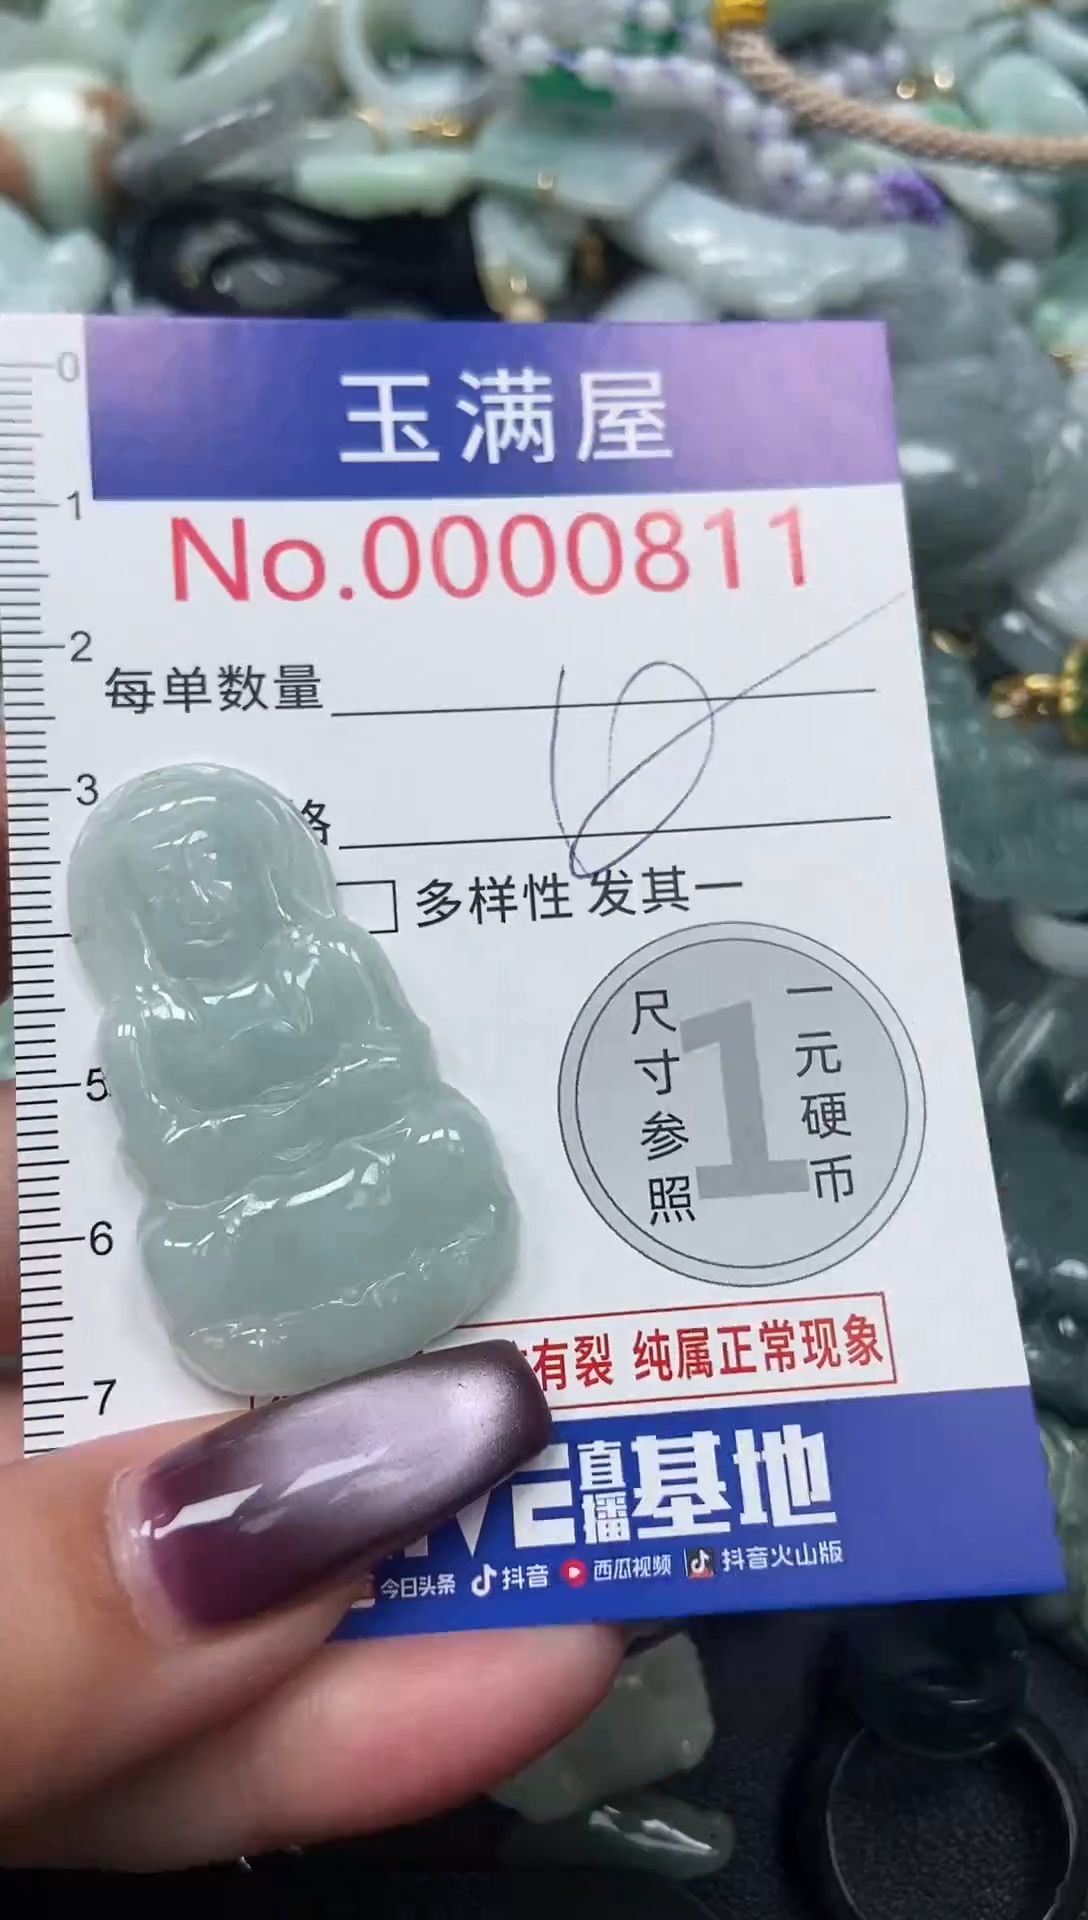 玉满屋
No.0000811
每单数量
格
多样性 发其一
尺寸参照
一元硬币
1
有裂 纯属正常现象
直播基地
今日头条 抖音 西瓜视频 抖音火山版
0
1
2
3
5
6
7